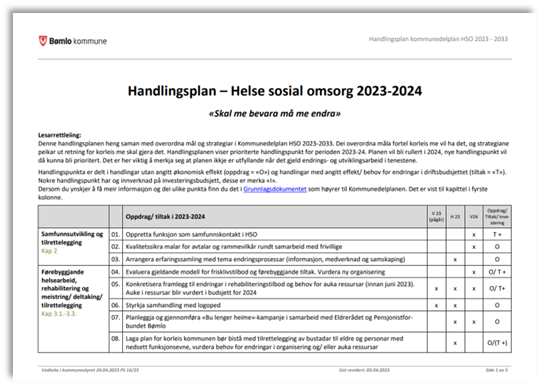 Bømlo kommune
Handlingsplan kommunedelplan HSO 2023 - 2033
Handlingsplan – Helse sosial omsorg 2023-2024
«Skal me bevara må me endra»
Lesarrettleiing:
Denne handlingsplanen heng saman med overordna mål og strategiar i Kommunedelplan HSO 2023-2033. Dei overordna måla fortel korleis me vil ha det, og strategiane
peikar ut retning for korleis me skal gjera det. Handlingsplanen viser prioriterte handlingspunkt for perioden 2023-24. Planen vil bli rullert i 2024, nye handlingspunkt vil
då kunna bli prioritert. Det er her viktig å merkja seg at planen ikkje er utfyllande når det gjeld endrings- og utviklingsarbeid i tenestene.
Handlingspunkta er delt i handlingar utan angitt økonomisk effekt (oppdrag = «O») og handlingar med angitt effekt/ behov for endringar i driftsbudsjettet (tiltak = «T»).
Nokre handlingspunkt har og innverknad på investeringsbudsjett, desse er merka «I».
Dersom du ynskjer å få meir informasjon og dei ulike punkta finn du det i Grunnlagsdokumentet som høyrer til Kommunedelplanen. Det er vist til kapittel i fyrste
kolonne.
Oppdrag/ tiltak i 2023-2024 V 23 (pågår) H 23 V24 Oppdrag/ Tiltak/ Inve- stering
Samfunnsutvikling og tilrettelegging Kap 2
01. Oppretta funksjon som samfunnskontakt i HSO x T +
02. Kvalitetssikra malar for avtalar og rammevilkår rundt samarbeid med frivillige x O
03. Arrangera erfaringssamling med tema endringsprosessar (informasjon, medverknad og samskaping) x O
Førebyggjande helsearbeid, rehabilitering og meistring/ deltaking/ tilrettelegging Kap 3.1.-3.3.
04. Evaluera gjeldande modell for frisklivstilbod og førebyggande tiltak. Vurdera ny organisering x O/ T+
05. Konkretisera framlegg til endringar i rehabiliteringstilbod og behov for auka ressursar (innan juni 2023).
Auke i ressursar blir vurdert i budsjett for 2024 x x x O/ T+
06. Styrkja samhandling med logoped x x O
07. Planleggja og gjennomføra «Bu lenger heime»-kampanje i samarbeid med Eldrerådet og Pensjonistfor-
bundet Bømlo x x O
08. Laga plan for korleis kommunen bør bistå med tilrettelegging av bustadar til eldre og personar med
nedsett funksjonsevne, vurdera behov for endringar i organisering og/ eller auka ressursar x O/(T +)
Vedteke i kommunestyret 24.04.2023 PS 16/23
Sist revidert: 03.04.2023
Side 1 av 5